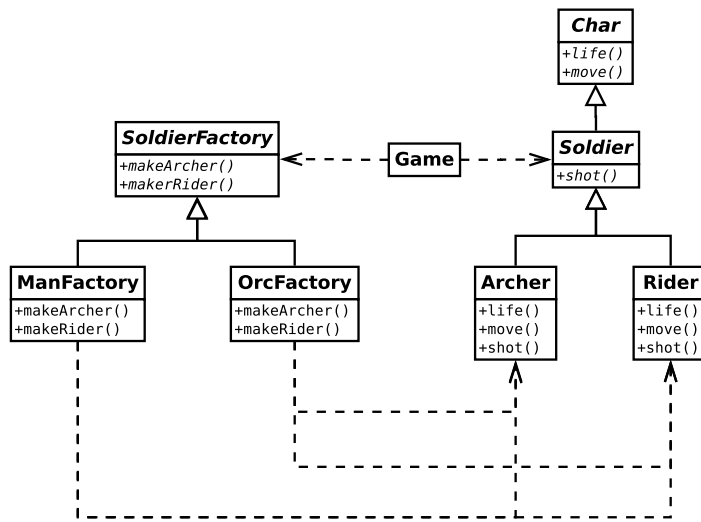 Char
+life()
+move()
SoldierFactory
+makeArcher()
+makerRider()
Game
Soldier
+shot()
ManFactory
+makeArcher()
+makeRider()
OrcFactory
+makeArcher()
+makeRider()
Archer
+life()
+move()
+shot()
Rider
+life()
+move()
+shot()